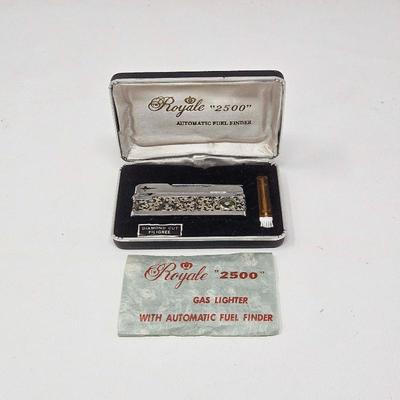 Royale "2500"
AUTOMATIC FUEL FINDER
DIAMOND CUT
FILIGREE
Royale "2500"
GAS LIGHTER
WITH AUTOMATIC FUEL FINDER